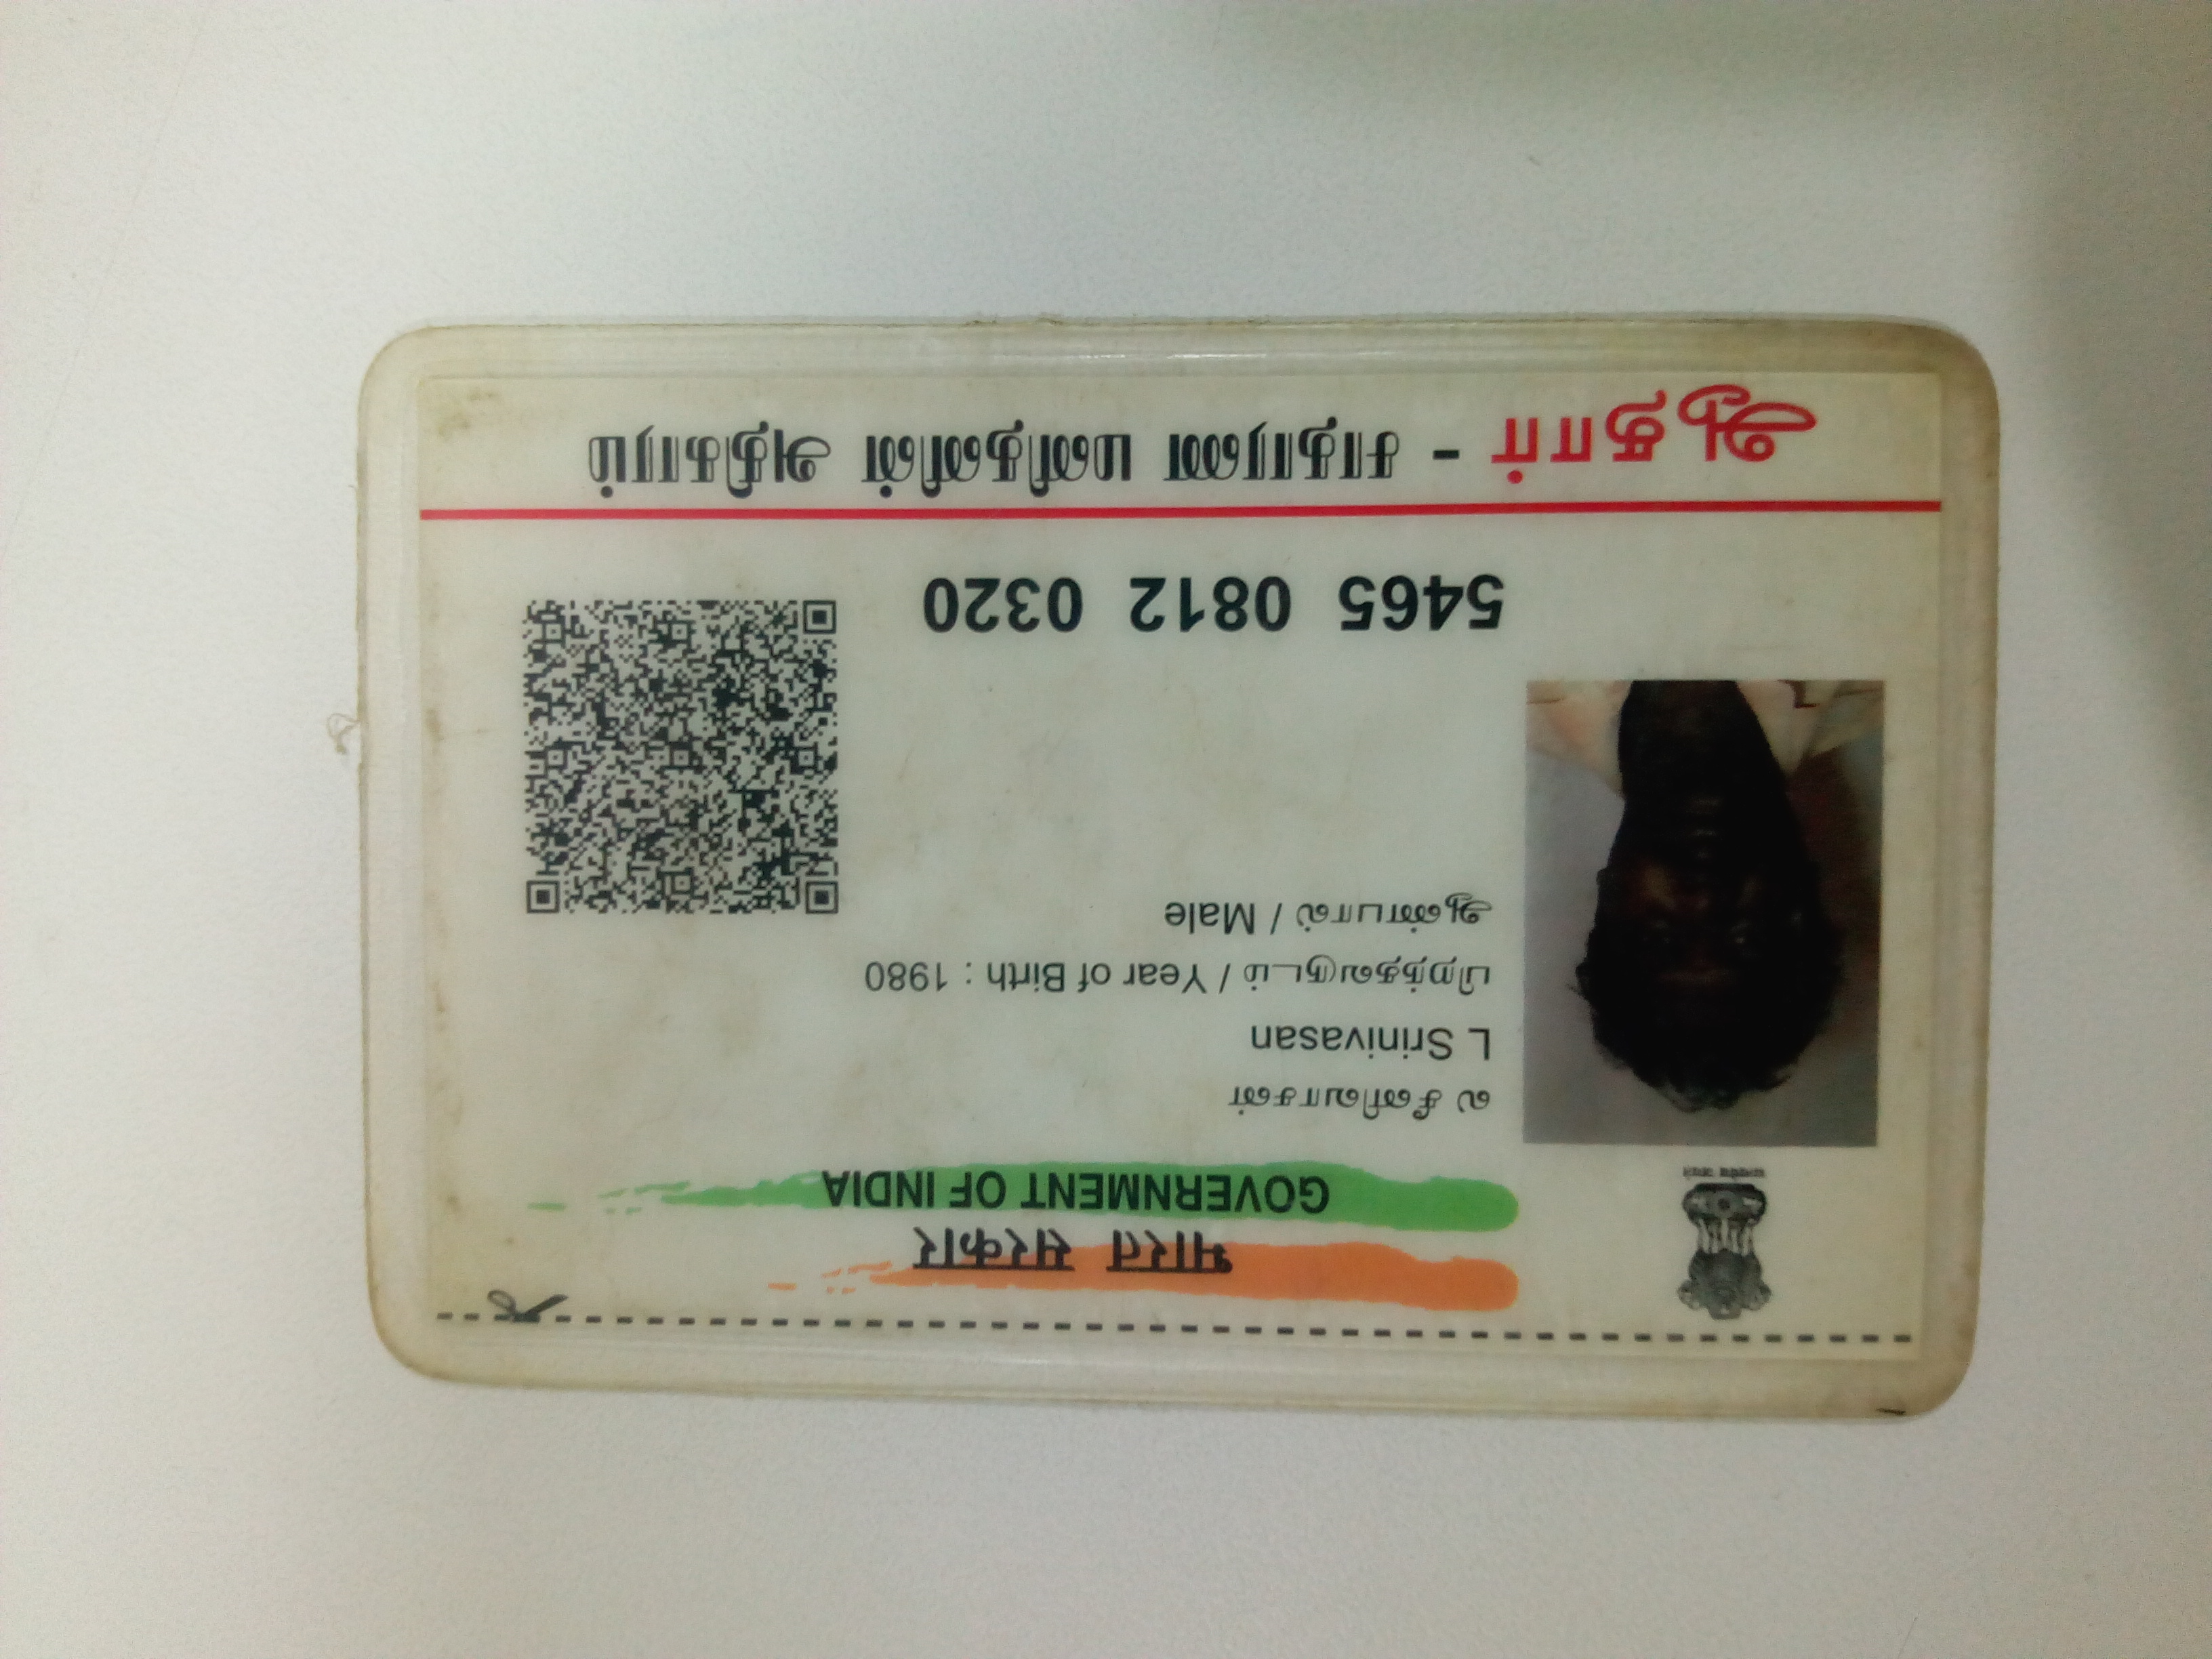 भारत सरकार
GOVERNMENT OF INDIA
ல சீனிவாசன்
L Srinivasan
பிறந்தவருடம் / Year of Birth : 1980
ஆண்பால் / Male
5465 0812 0320
ஆதார் - சாதாரண மனிதனின் அதிகாரம்